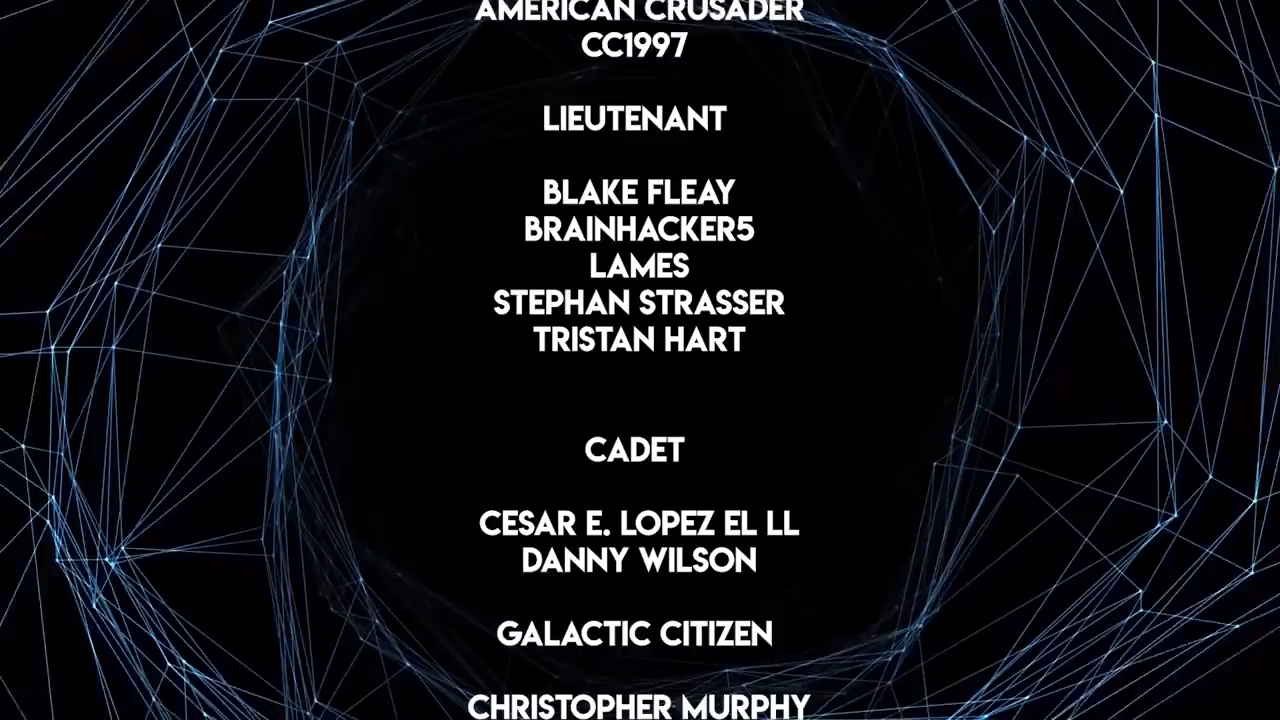 AMERICAN CRUSADER
CC1997
LIEUTENANT
BLAKE FLEAY
BRAINHACKER5
LAMES
STEPHAN STRASSER
TRISTAN HART
CADET
CESAR E. LOPEZ EL LL
DANNY WILSON
GALACTIC CITIZEN
CHRISTOPHER MURPHY